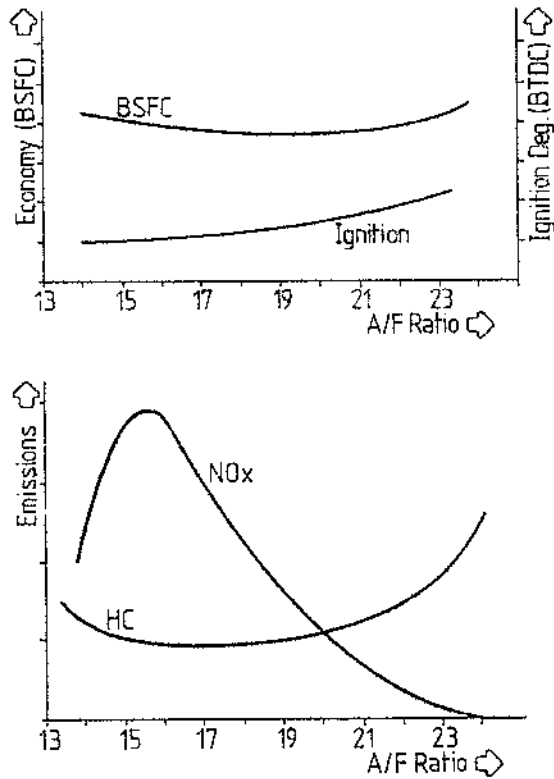 Economy (BSFC)
BSFC
Ignition
Ignition Deg. (BTDC)
13 15 17 19 21 23
A/F Ratio
Emissions
NOx
HC
13 15 17 19 21 23
A/F Ratio